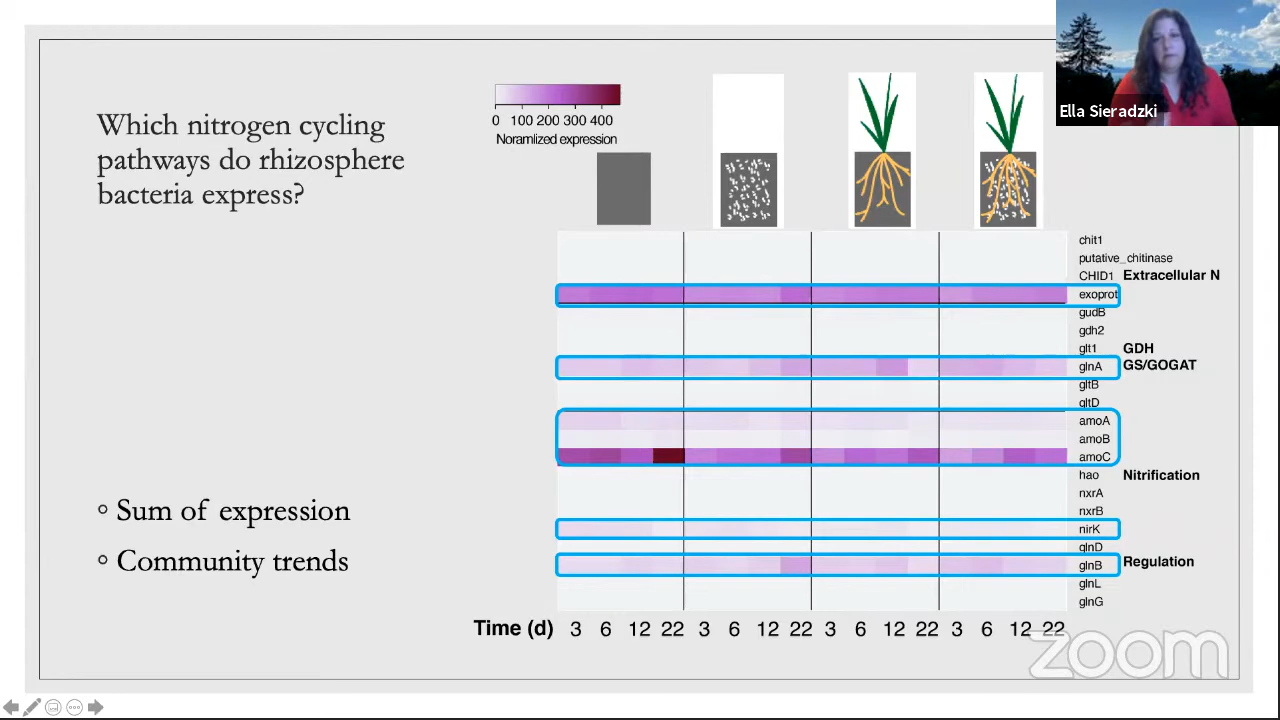 Ella Sieradzki
Which nitrogen cycling
pathways do rhizosphere
bacteria express?
Sum of expression
Community trends
0 100 200 300 400
Noramlized expression
chit1
putative_chitinase
CHID1 Extracellular N
exoprot
gudB
gdh2
glt1 GDH
glnA GS/GOGAT
gltB
gltD
amoA
amoB
amoC
hao Nitrification
nxrA
nxrB
nirK
glnD
glnB Regulation
glnL
glnG
Time (d) 3 6 12 22 3 6 12 22 3 6 12 22 3 6 12 22
zoom